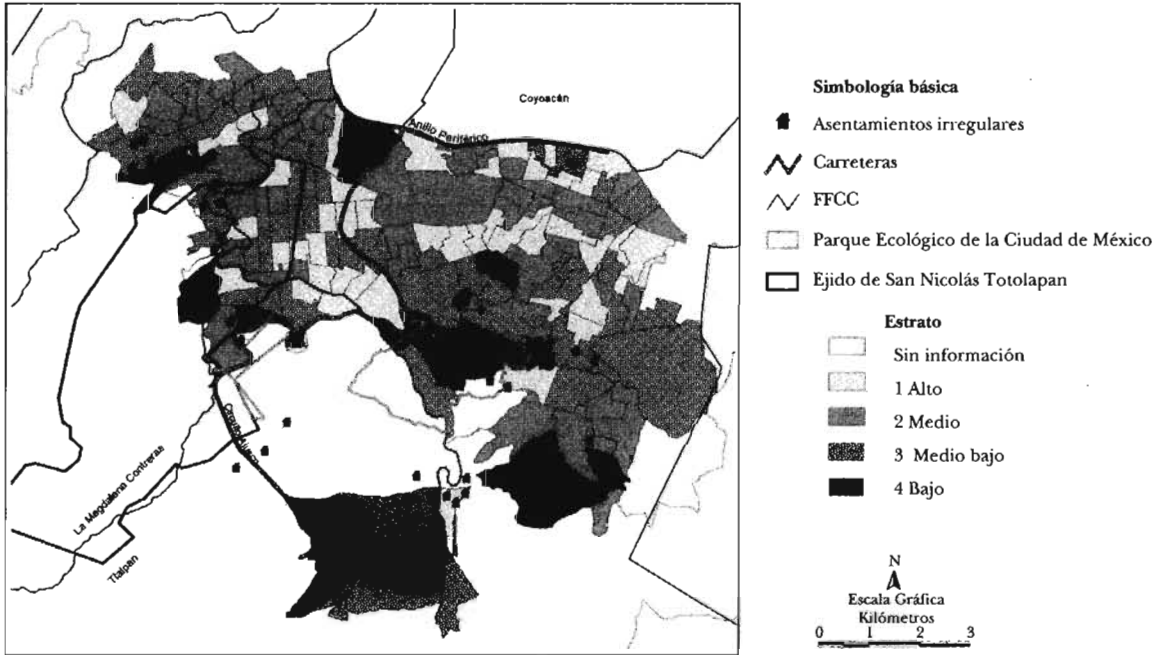 Coyoacán
Anillo Periférico
Circuito Ajusco
La Magdalena Contreras
Tlalpan
Simbología básica
Asentamientos irregulares
Carreteras
FFCC
Parque Ecológico de la Ciudad de México
Ejido de San Nicolás Totolapan
Estrato
Sin información
1 Alto
2 Medio
3 Medio bajo
4 Bajo
N
Escala Gráfica
Kilómetros
0 1 2 3